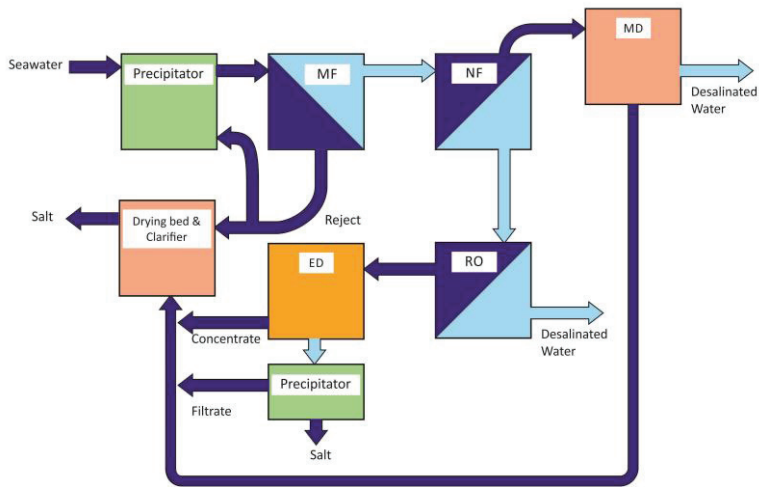 MD
Seawater
Precipitator
MF
NF
Desalinated
Water
Salt
Drying bed &
Clarifier
Reject
ED
RO
Concentrate
Desalinated
Water
Precipitator
Filtrate
Salt